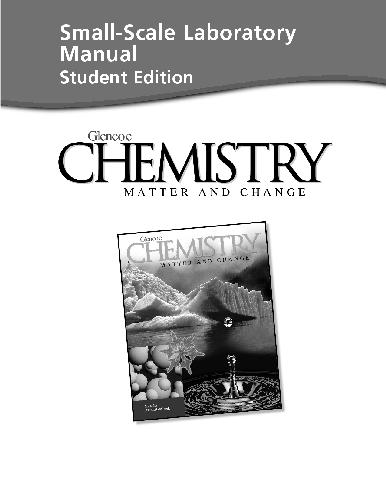 Small-Scale Laboratory
Manual
Student Edition
Glencoe
CHEMISTRY
MATTER AND CHANGE
Glencoe
CHEMISTRY
MATTER AND CHANGE